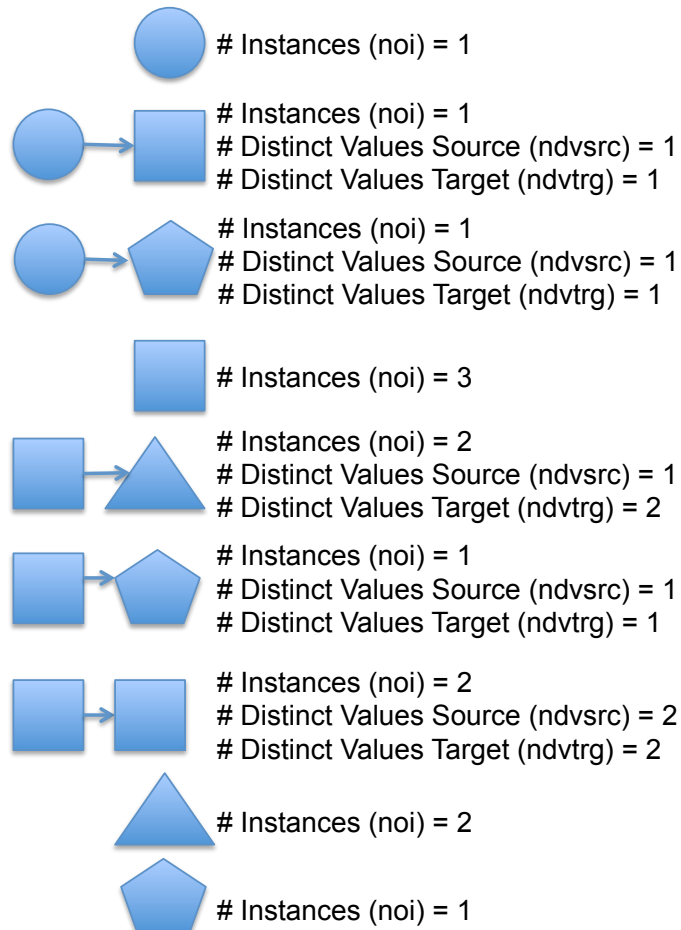 # Instances (noi) = 1
# Instances (noi) = 1
# Distinct Values Source (ndvsrc) = 1
# Distinct Values Target (ndvtrg) = 1
# Instances (noi) = 1
# Distinct Values Source (ndvsrc) = 1
# Distinct Values Target (ndvtrg) = 1
# Instances (noi) = 3
# Instances (noi) = 2
# Distinct Values Source (ndvsrc) = 1
# Distinct Values Target (ndvtrg) = 2
# Instances (noi) = 1
# Distinct Values Source (ndvsrc) = 1
# Distinct Values Target (ndvtrg) = 1
# Instances (noi) = 2
# Distinct Values Source (ndvsrc) = 2
# Distinct Values Target (ndvtrg) = 2
# Instances (noi) = 2
# Instances (noi) = 1